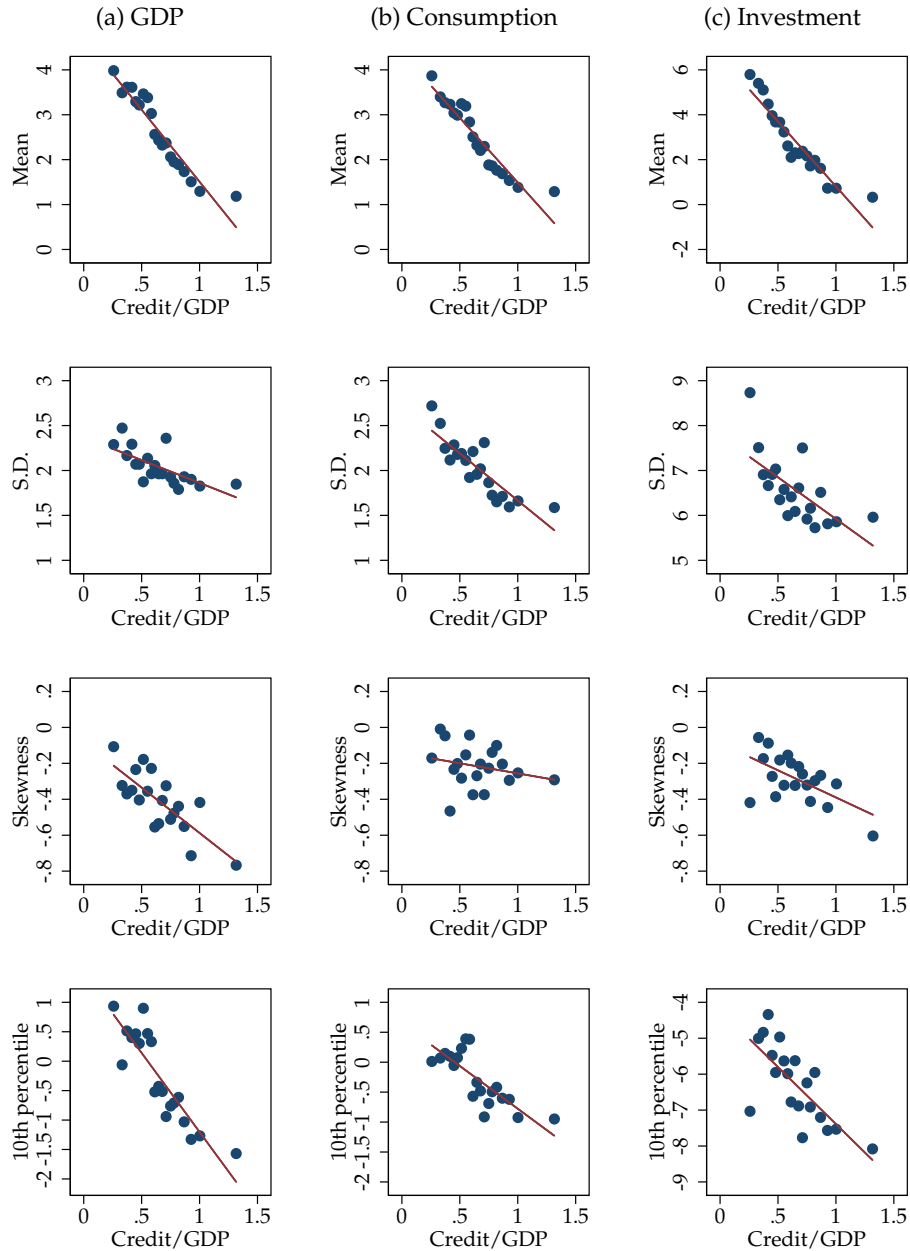 (a) GDP
(b) Consumption
(c) Investment
Mean
0 1 2 3 4
0 .5 1 1.5
Credit/GDP
Mean
0 1 2 3 4
0 .5 1 1.5
Credit/GDP
Mean
-2 0 2 4 6
0 .5 1 1.5
Credit/GDP
S.D.
1 1.5 2 2.5 3
0 .5 1 1.5
Credit/GDP
S.D.
1 1.5 2 2.5 3
0 .5 1 1.5
Credit/GDP
S.D.
5 6 7 8 9
0 .5 1 1.5
Credit/GDP
Skewness
-.8 -.6 -.4 -.2 0 .2
0 .5 1 1.5
Credit/GDP
Skewness
-.8 -.6 -.4 -.2 0 .2
0 .5 1 1.5
Credit/GDP
Skewness
-.8 -.6 -.4 -.2 0 .2
0 .5 1 1.5
Credit/GDP
10th percentile
-2 -1.5 -1 -.5 0 .5 1
0 .5 1 1.5
Credit/GDP
10th percentile
-2 -1.5 -1 -.5 0 .5 1
0 .5 1 1.5
Credit/GDP
10th percentile
-9 -8 -7 -6 -5 -4
0 .5 1 1.5
Credit/GDP